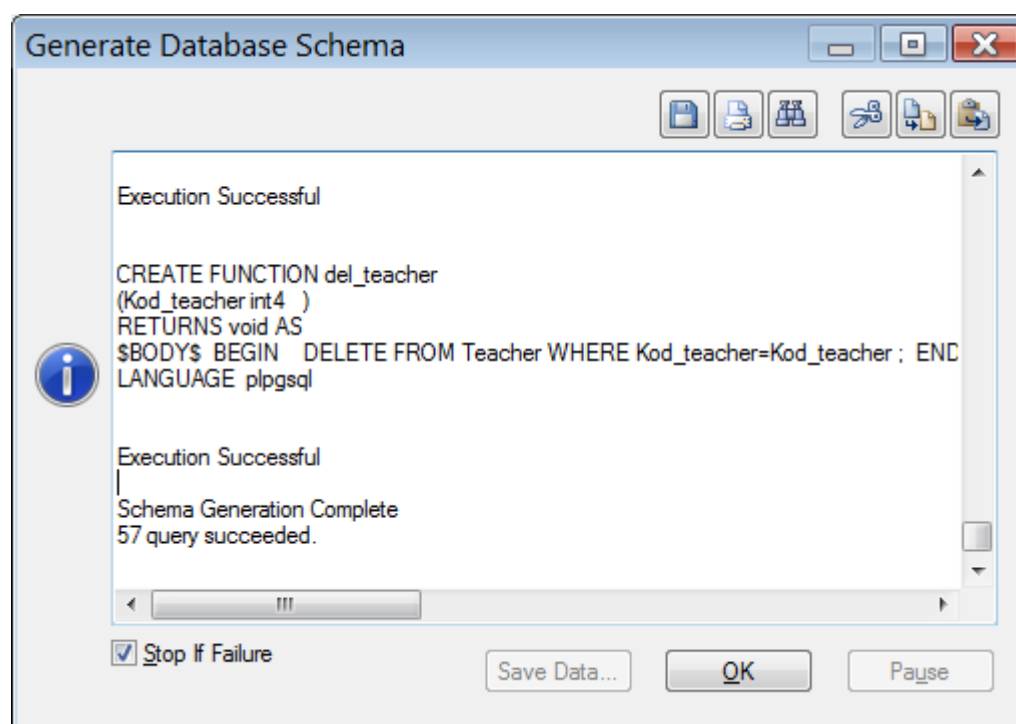 Generate Database Schema
Execution Successful
CREATE FUNCTION del_teacher
(Kod_teacher int4   )
RETURNS void AS
$BODY$  BEGIN    DELETE FROM Teacher WHERE Kod_teacher=Kod_teacher ;  END
LANGUAGE  plpgsql
Execution Successful
Schema Generation Complete
57 query succeeded.
Stop If Failure
Save Data...
OK
Pause